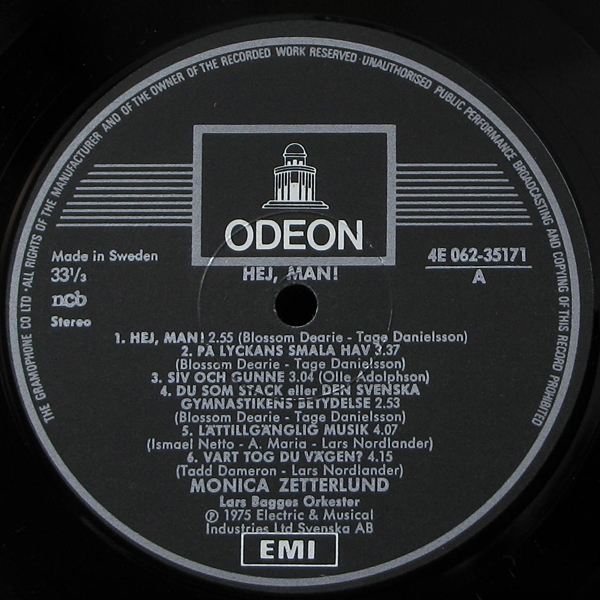 THE GRAMOPHONE CO LTD · ALL RIGHTS OF THE MANUFACTURER AND OF THE OWNER OF THE RECORDED WORK RESERVED · UNAUTHORISED PUBLIC PERFORMANCE BROADCASTING AND COPYING OF THIS RECORD PROHIBITED
ODEON
HEJ, MAN!
Made in Sweden
33 1/3
ncb
Stereo
4E 062-35171
A
1. HEJ, MAN! 2.55 (Blossom Dearie - Tage Danielsson)
2. PÅ LYCKANS SMALA HAV 3.37
(Blossom Dearie - Tage Danielsson)
3. SIV OCH GUNNE 3.04 (Olle Adolphson)
4. DU SOM STACK eller DEN SVENSKA
GYMNASTIKENS BETYDELSE 2.53
(Blossom Dearie - Tage Danielsson)
5. LÄTTILLGÄNGLIG MUSIK 4.07
(Ismael Netto - A. Maria - Lars Nordlander)
6. VART TOG DU VÄGEN? 4.15
(Tadd Dameron - Lars Nordlander)
MONICA ZETTERLUND
Lars Bagges Orkester
℗ 1975 Electric & Musical
Industries Ltd Svenska AB
EMI